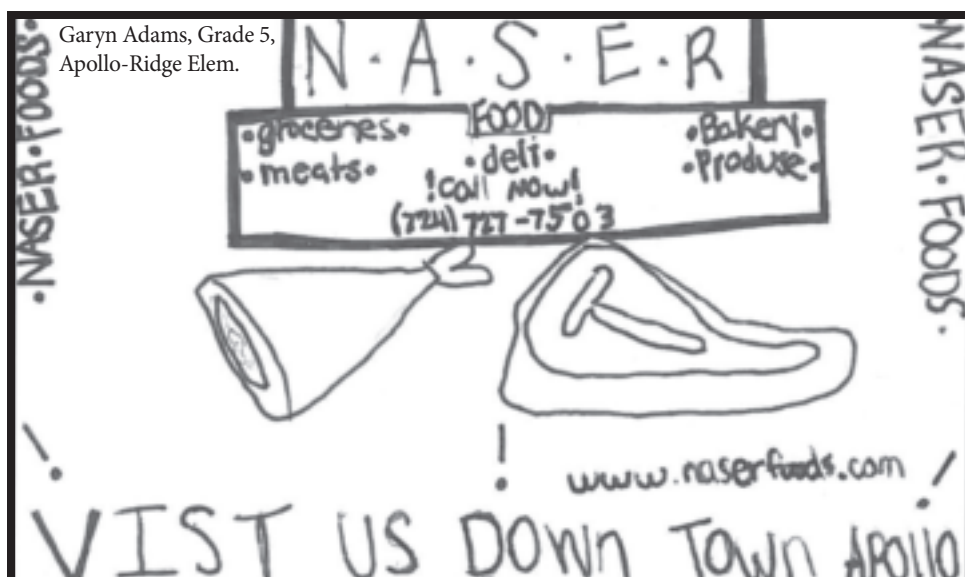 Garyn Adams, Grade 5,
Apollo-Ridge Elem.
N·A·S·E·R
FOOD
•groceries•
•meats•
•deli•
!Call Now!
(724) 727-7503
•Bakery•
•Produse•
•NASER•FOODS•
NASER•FOODS•
www.naserfoods.com
VIST US DOWN TOWN APOLLO